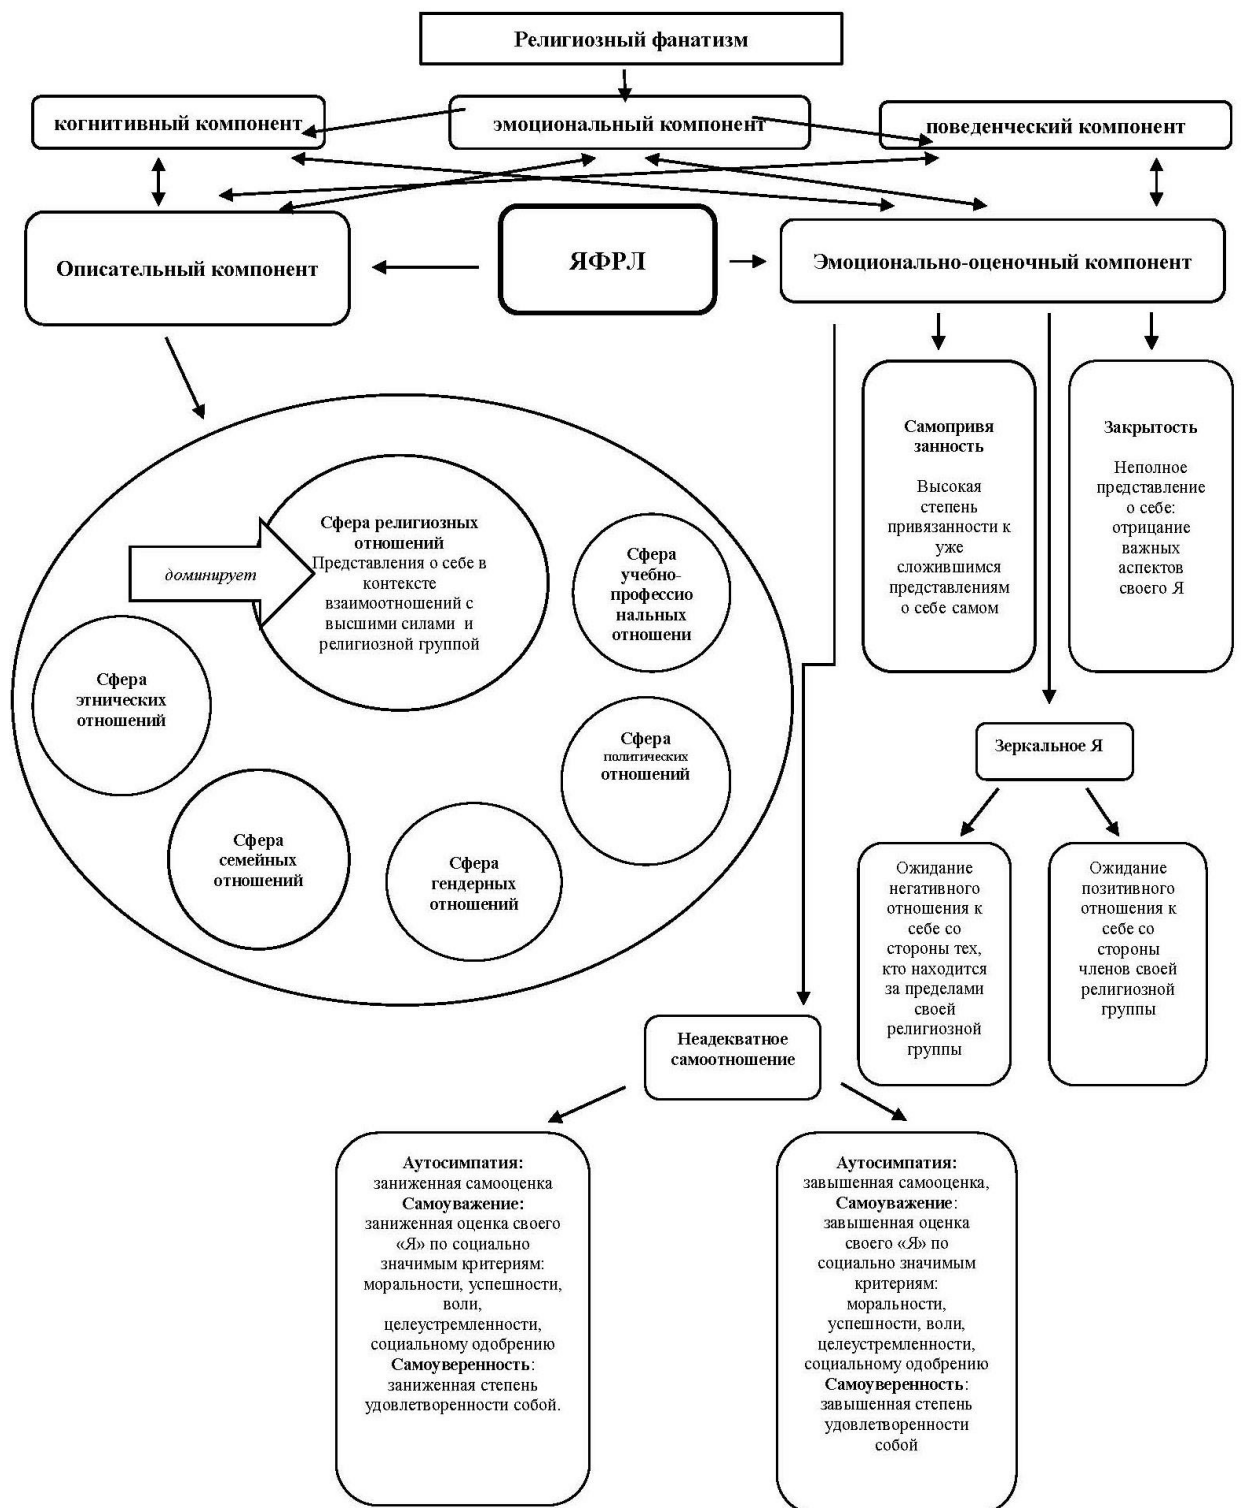 Религиозный фанатизм
когнитивный компонент
эмоциональный компонент
поведенческий компонент
Описательный компонент
ЯФРЛ
Эмоционально-оценочный компонент
Самопривя
занность
Высокая
степень
привязанности к
уже
сложившимся
представлениям
о себе самом
Закрытость
Неполное
представление
о себе:
отрицание
важных
аспектов
своего Я
доминирует
Сфера религиозных
отношений
Представления о себе в
контексте
взаимоотношений с
высшими силами и
религиозной группой
Сфера
учебно-
профессио
нальных
отношени
Сфера
этнических
отношений
Сфера
политических
отношений
Сфера
семейных
отношений
Сфера
гендерных
отношений
Зеркальное Я
Ожидание
негативного
отношения к
себе со
стороны тех,
кто находится
за пределами
своей
религиозной
группы
Ожидание
позитивного
отношения к
себе со
стороны
членов своей
религиозной
группы
Неадекватное
самоотношение
Аутосимпатия:
заниженная самооценка
Самоуважение:
заниженная оценка своего
«Я» по социально
значимым критериям:
моральности, успешности,
воли,
целеустремленности,
социальному одобрению
Самоуверенность:
заниженная степень
удовлетворенности собой.
Аутосимпатия:
завышенная самооценка,
Самоуважение:
завышенная оценка
своего «Я» по
социально значимым
критериям:
моральности,
успешности, воли,
целеустремленности,
социальному одобрению
Самоуверенность:
завышенная степень
удовлетворенности
собой